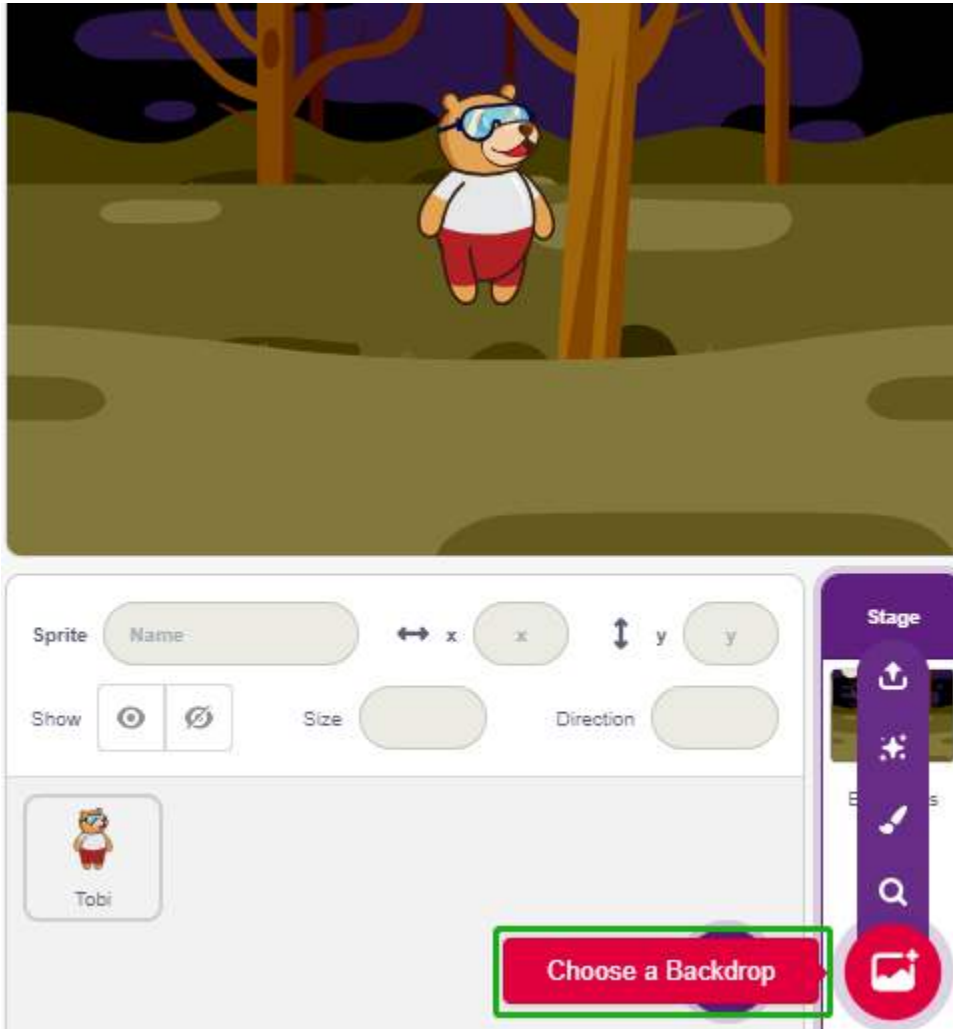 Stage
Sprite Name x x y y
Show Size Direction
Tobi
Choose a Backdrop